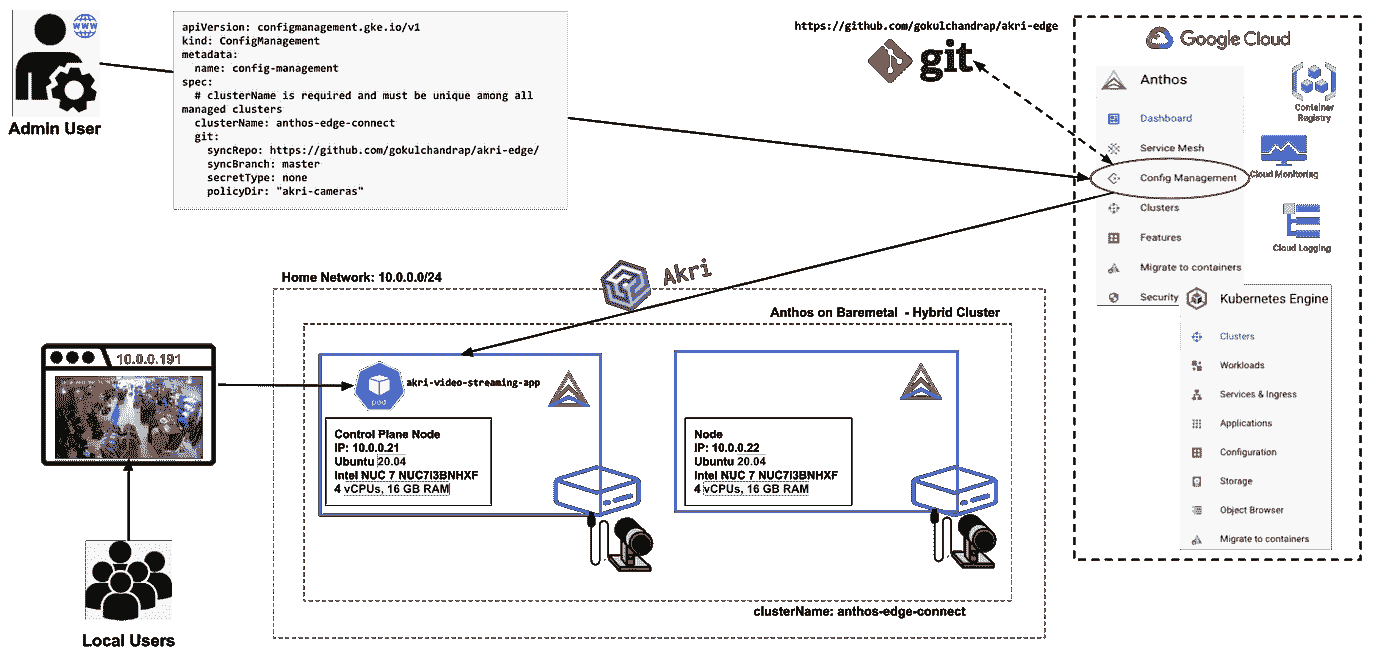 www
Admin User
apiVersion: configmanagement.gke.io/v1
kind: ConfigManagement
metadata:
name: config-management
spec:
# clusterName is required and must be unique among all
managed clusters
clusterName: anthos-edge-connect
git:
syncRepo: https://github.com/gokulchandrap/akri-edge/
syncBranch: master
secretType: none
policyDir: "akri-cameras"
https://github.com/gokulchandrap/akri-edge
git
Google Cloud
Anthos
Dashboard
Service Mesh
Config Management
Clusters
Features
Migrate to containers
Security
Container
Registry
Cloud Monitoring
Cloud Logging
Kubernetes Engine
Clusters
Workloads
Services & Ingress
Applications
Configuration
Storage
Object Browser
Migrate to containers
Home Network: 10.0.0.0/24
Akri
Anthos on Baremetal - Hybrid Cluster
10.0.0.191
akri-video-streaming-app
pod
Control Plane Node
IP: 10.0.0.21
Ubuntu 20.04
Intel NUC 7 NUC7I3BNHXF
4 vCPUs, 16 GB RAM
Node
IP: 10.0.0.22
Ubuntu 20.04
Intel NUC 7 NUC7I3BNHXF
4 vCPUs, 16 GB RAM
clusterName: anthos-edge-connect
Local Users